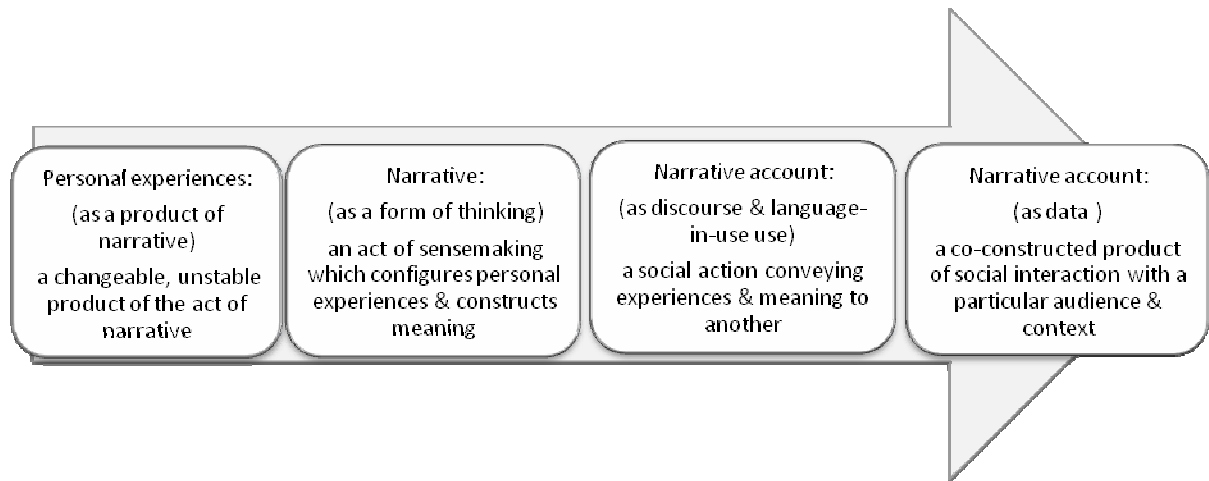 Personal experiences:
(as a product of
narrative)
a changeable, unstable
product of the act of
narrative
Narrative:
(as a form of thinking)
an act of sensemaking
which configures personal
experiences & constructs
meaning
Narrative account:
(as discourse & language-
in-use use)
a social action conveying
experiences & meaning to
another
Narrative account:
(as data )
a co-constructed product
of social interaction with a
particular audience &
context